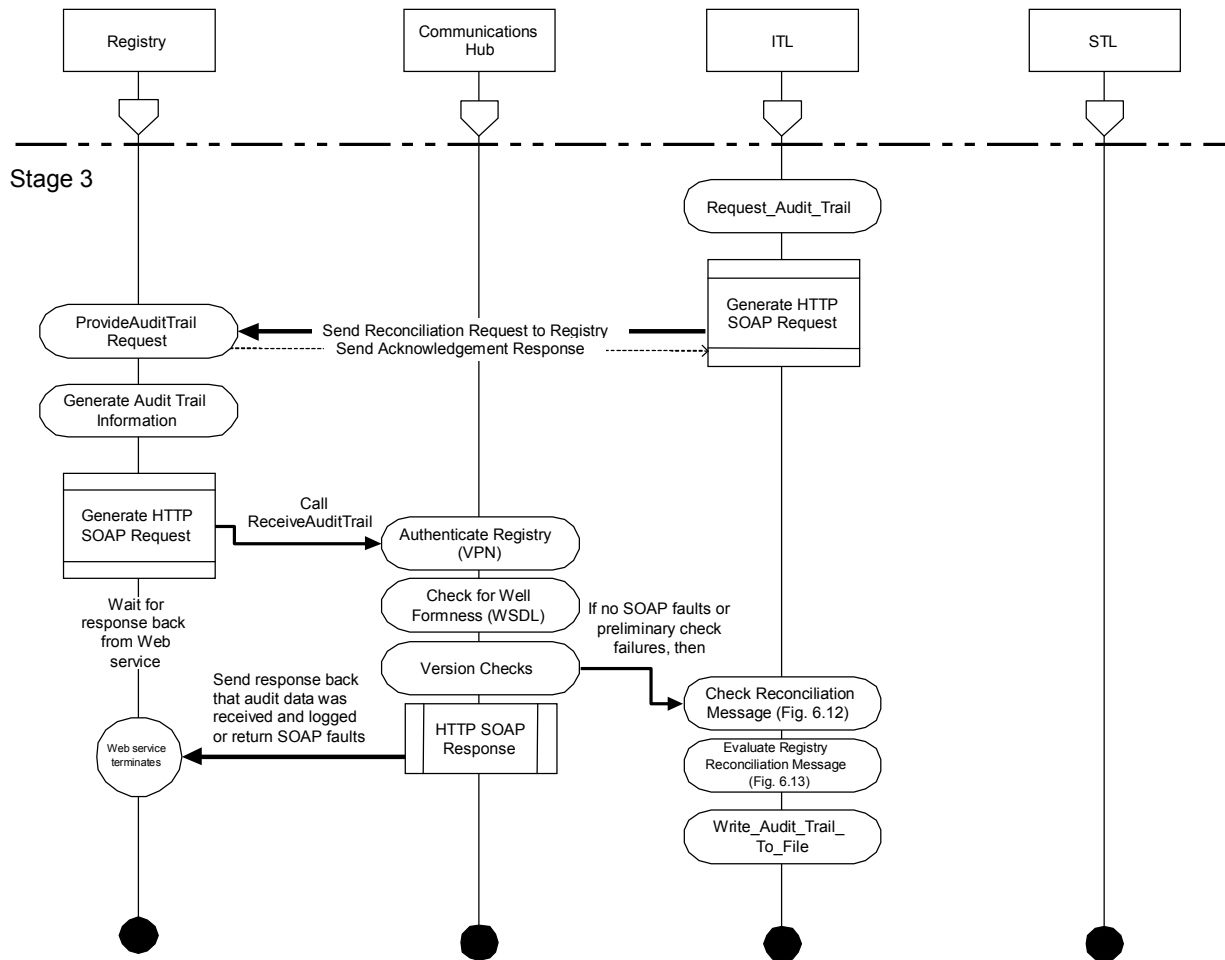 Registry
Communications
Hub
ITL
STL
Stage 3
Request_Audit_Trail
Generate HTTP
SOAP Request
ProvideAuditTrail
Request
Send Reconciliation Request to Registry
Send Acknowledgement Response
Generate Audit Trail
Information
Generate HTTP
SOAP Request
Call
ReceiveAuditTrail
Authenticate Registry
(VPN)
Check for Well
Formness (WSDL)
If no SOAP faults or
preliminary check
failures, then
Wait for
response back
from Web
service
Version Checks
Check Reconciliation
Message (Fig. 6.12)
Send response back
that audit data was
received and logged
or return SOAP faults
HTTP SOAP
Response
Web service
terminates
Evaluate Registry
Reconciliation Message
(Fig. 6.13)
Write_Audit_Trail_
To_File